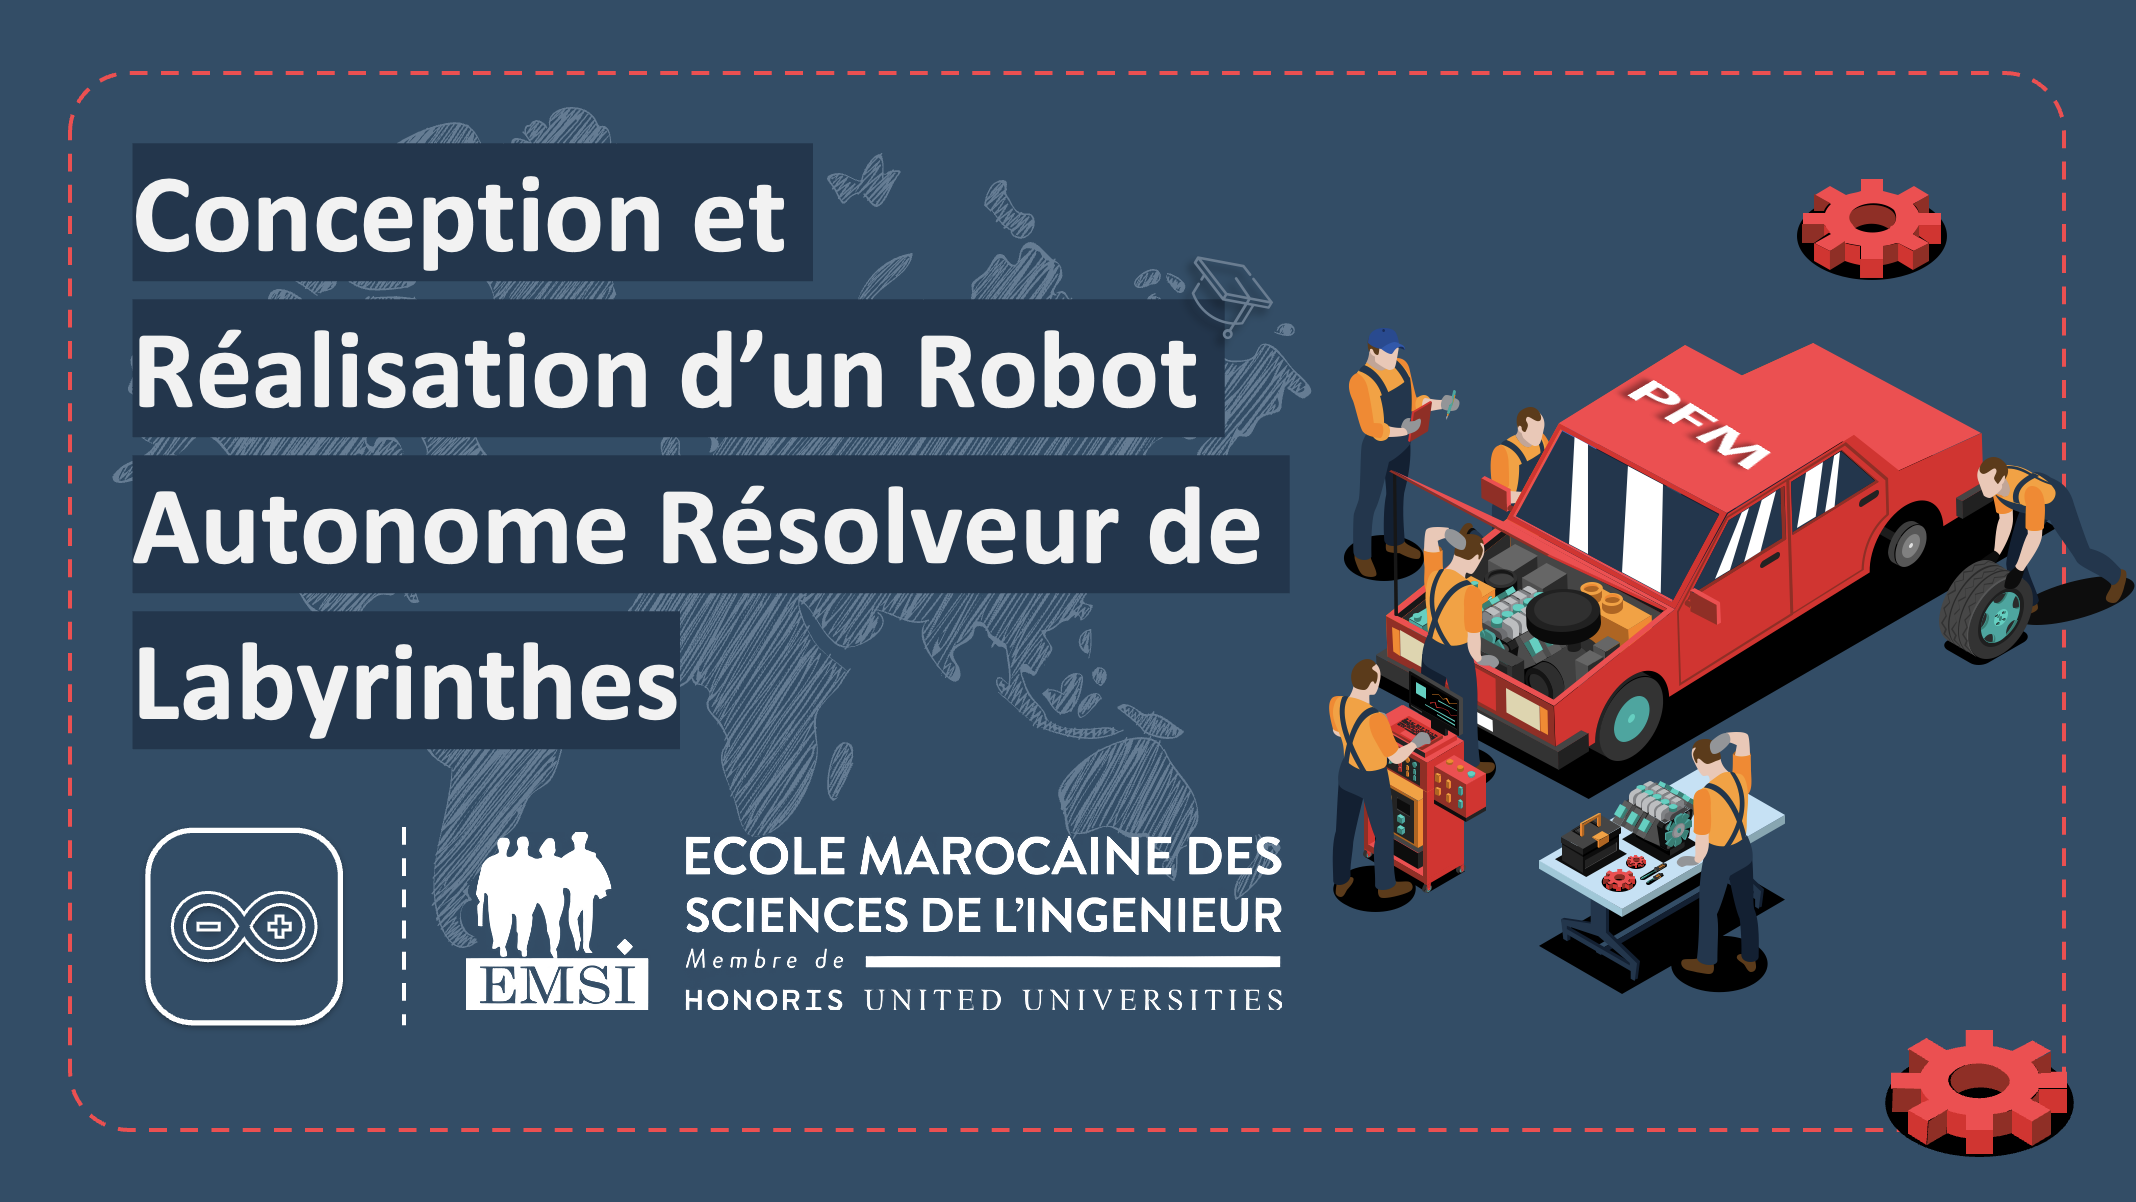 Conception et
Réalisation d’un Robot
Autonome Résolveur de
Labyrinthes
PFM
EMSI
ECOLE MAROCAINE DES
SCIENCES DE L’INGENIEUR
Membre de
HONORIS UNITED UNIVERSITIES